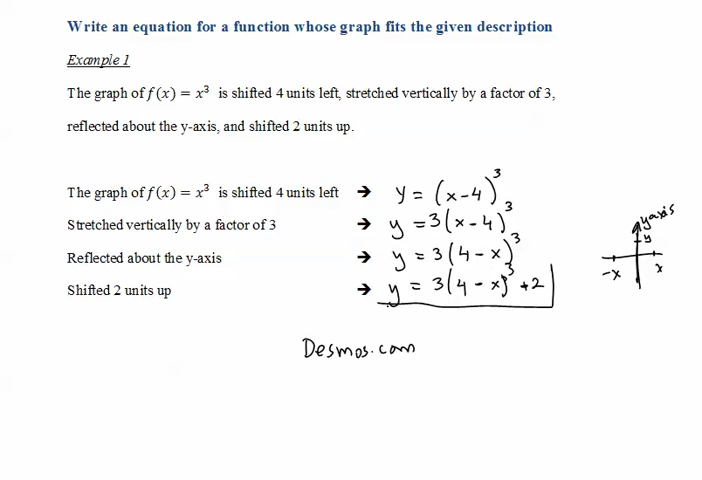 Write an equation for a function whose graph fits the given description
Example 1
The graph of f(x) = x³ is shifted 4 units left, stretched vertically by a factor of 3,
reflected about the y-axis, and shifted 2 units up.
The graph of f(x) = x³ is shifted 4 units left → y = (x-4)³
Stretched vertically by a factor of 3 → y = 3(x-4)³
Reflected about the y-axis → y = 3(4-x)³
Shifted 2 units up → y = 3(4-x)³ +2
y axis
y
-x x
Desmos.com